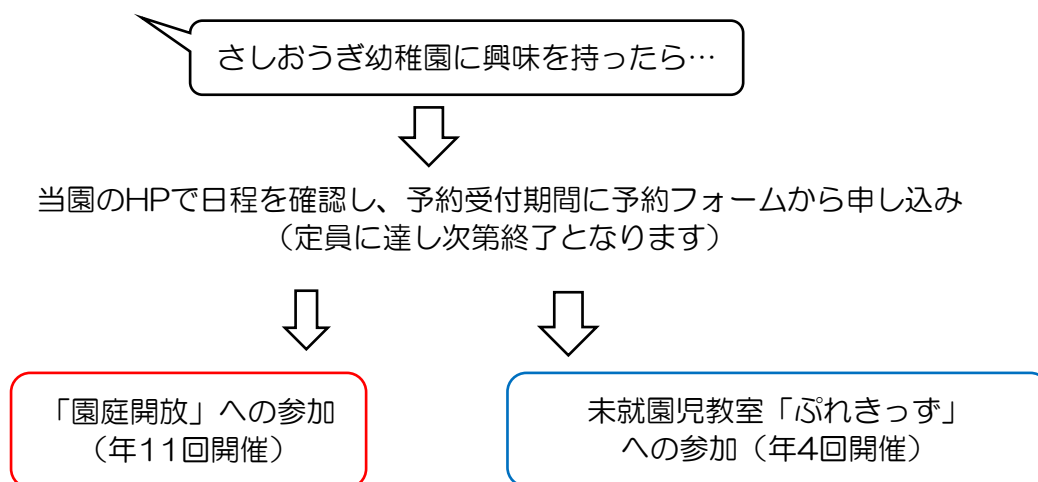 さしおうぎ幼稚園に興味を持ったら…
当園のHPで日程を確認し、予約受付期間に予約フォームから申し込み
（定員に達し次第終了となります）
「園庭開放」への参加
（年11回開催）
未就園児教室「ぷれきっず」
への参加（年4回開催）